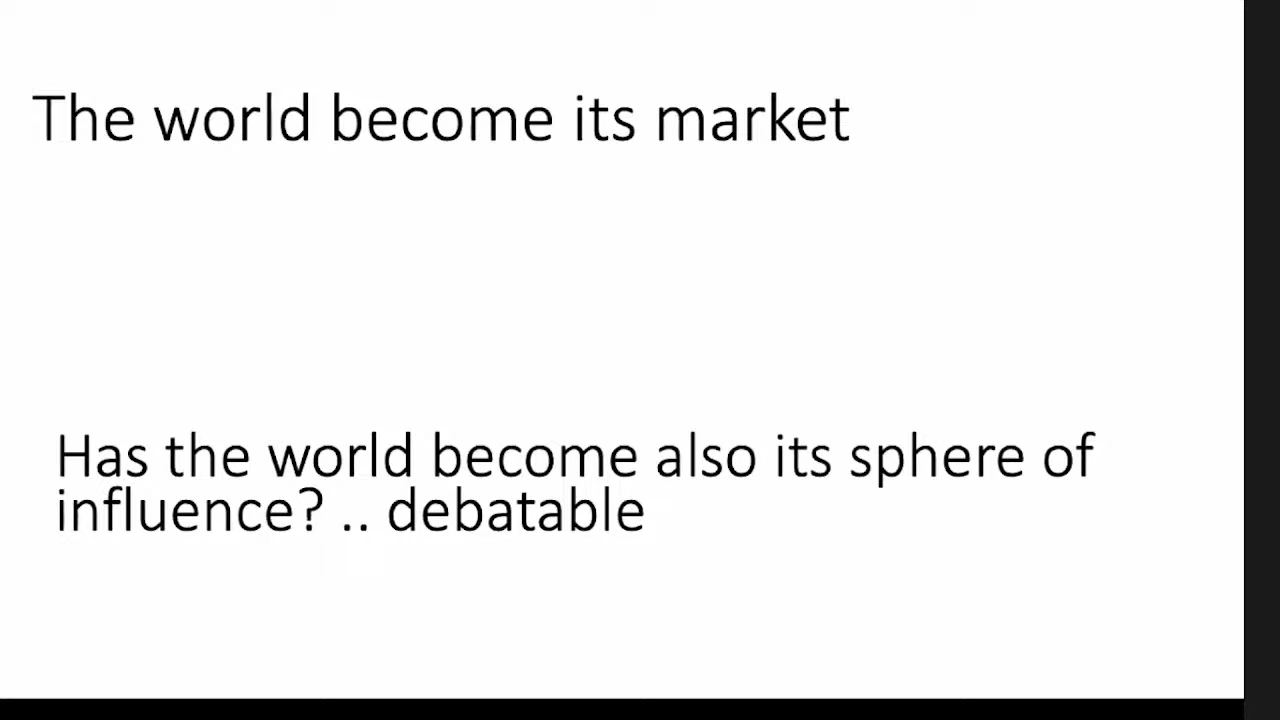 The world become its market
Has the world become also its sphere of
influence? .. debatable